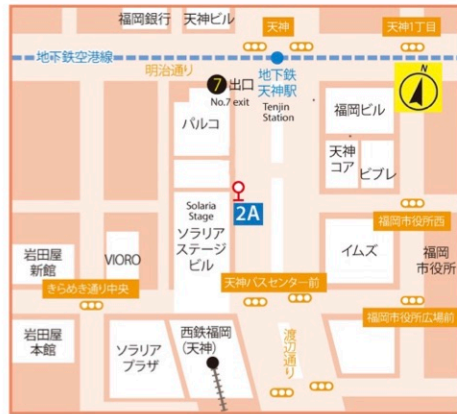 福岡銀行
天神ビル
天神
天神1丁目
地下鉄空港線
明治通り
7
出口
No.7 exit
地下鉄
天神駅
Tenjin
Station
N
パルコ
福岡ビル
天神
コア
ビブレ
2A
Solaria
Stage
ソラリア
ステージ
ビル
福岡市役所西
岩田屋
新館
VIORO
イムズ
福岡
市役所
きらめき通り中央
天神バスセンター前
福岡市役所広場前
岩田屋
本館
ソラリア
プラザ
西鉄福岡
(天神)
渡辺通り